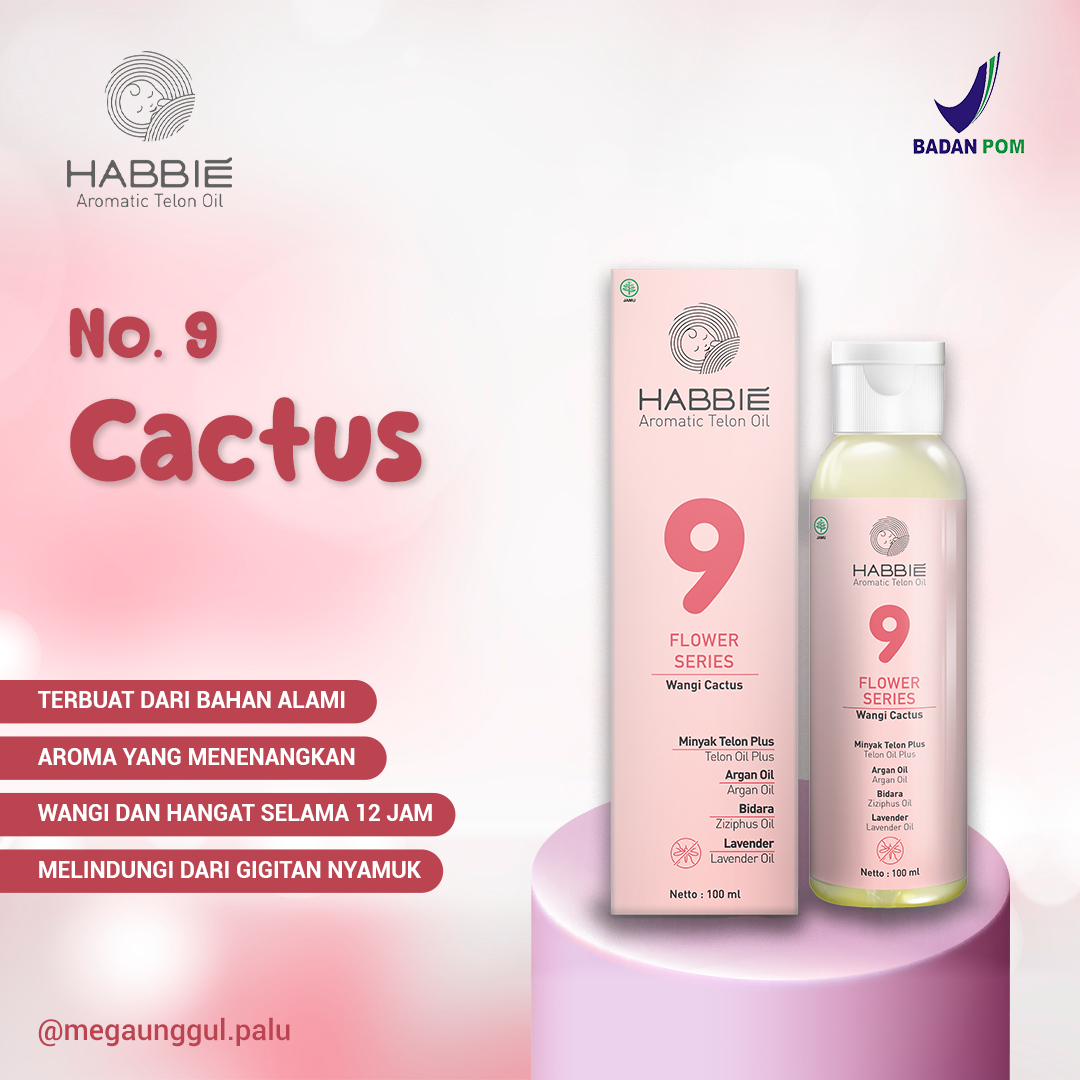 HABBIÉ
Aromatic Telon Oil
BADAN POM
No. 9
Cactus
TERBUAT DARI BAHAN ALAMI
AROMA YANG MENENANGKAN
WANGI DAN HANGAT SELAMA 12 JAM
MELINDUNGI DARI GIGITAN NYAMUK
@megaunggul.palu
JAMU
HABBIÉ
Aromatic Telon Oil
9
FLOWER
SERIES
Wangi Cactus
Minyak Telon Plus
Telon Oil Plus
Argan Oil
Argan Oil
Bidara
Ziziphus Oil
Lavender
Lavender Oil
Netto : 100 ml
JAMU
HABBIÉ
Aromatic Telon Oil
9
FLOWER
SERIES
Wangi Cactus
Minyak Telon Plus
Telon Oil Plus
Argan Oil
Argan Oil
Bidara
Ziziphus Oil
Lavender
Lavender Oil
Netto : 100 ml